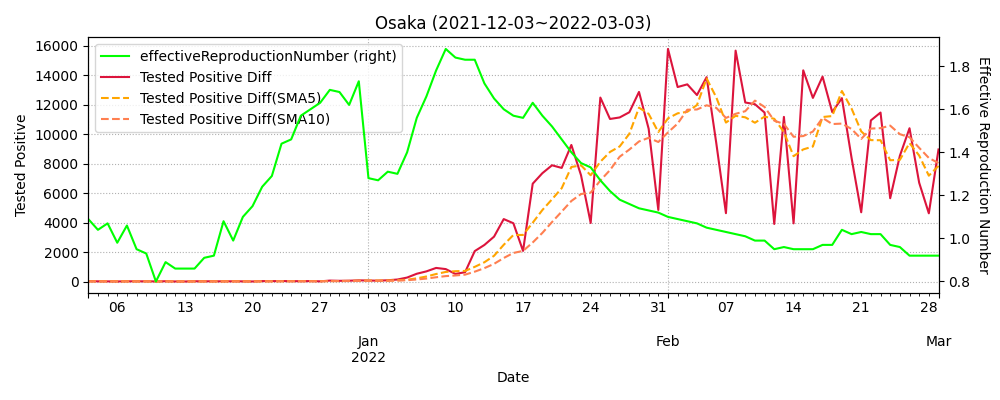 Osaka (2021-12-03~2022-03-03)
effectiveReproductionNumber (right)
Tested Positive Diff
Tested Positive Diff(SMA5)
Tested Positive Diff(SMA10)
Tested Positive
16000
14000
12000
10000
8000
6000
4000
2000
0
Effective Reproduction Number
1.8
1.6
1.4
1.2
1.0
0.8
06 13 20 27 03 10 17 24 31 07 14 21 28
Jan Feb Mar
2022
Date